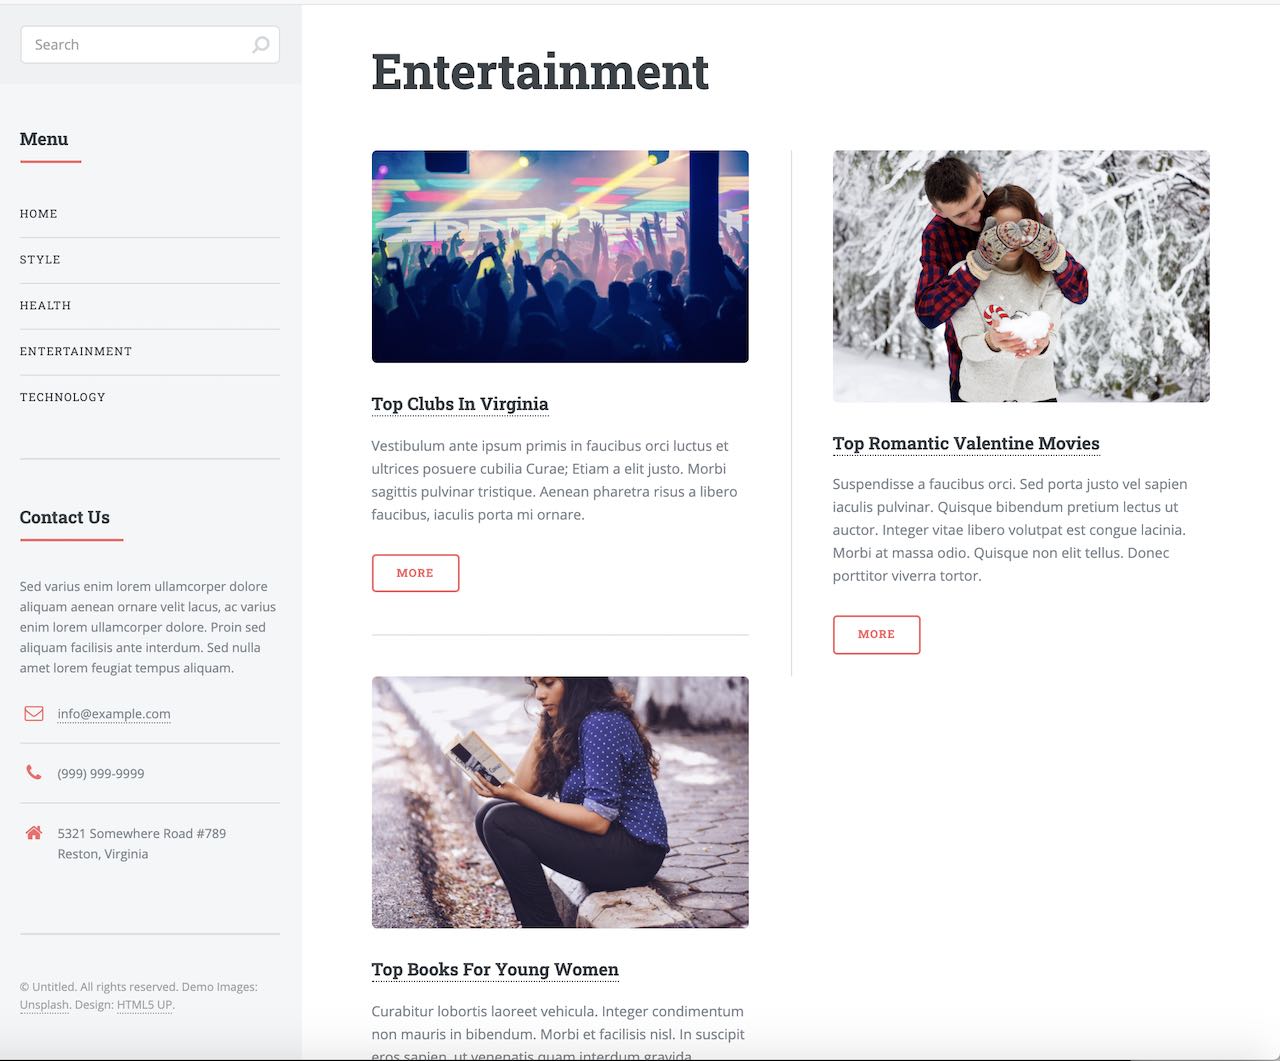 Search
Menu
HOME
STYLE
HEALTH
ENTERTAINMENT
TECHNOLOGY
Contact Us
Sed varius enim lorem ullamcorper dolore
aliquam aenean ornare velit lacus, ac varius
enim lorem ullamcorper dolore. Proin sed
aliquam facilisis ante interdum. Sed nulla
amet lorem feugiat tempus aliquam.
info@example.com
(999) 999-9999
5321 Somewhere Road #789
Reston, Virginia
© Untitled. All rights reserved. Demo Images:
Unsplash. Design: HTML5 UP.
Entertainment
Top Clubs In Virginia
Vestibulum ante ipsum primis in faucibus orci luctus et
ultrices posuere cubilia Curae; Etiam a elit justo. Morbi
sagittis pulvinar tristique. Aenean pharetra risus a libero
faucibus, iaculis porta mi ornare.
MORE
Top Romantic Valentine Movies
Suspendisse a faucibus orci. Sed porta justo vel sapien
iaculis pulvinar. Quisque bibendum pretium lectus ut
auctor. Integer vitae libero volutpat est congue lacinia.
Morbi at massa odio. Quisque non elit tellus. Donec
porttitor viverra tortor.
MORE
Top Books For Young Women
Curabitur lobortis laoreet vehicula. Integer condimentum
non mauris in bibendum. Morbi et facilisis nisl. In suscipit
eros sapien, ut venenatis quam interdum gravida.